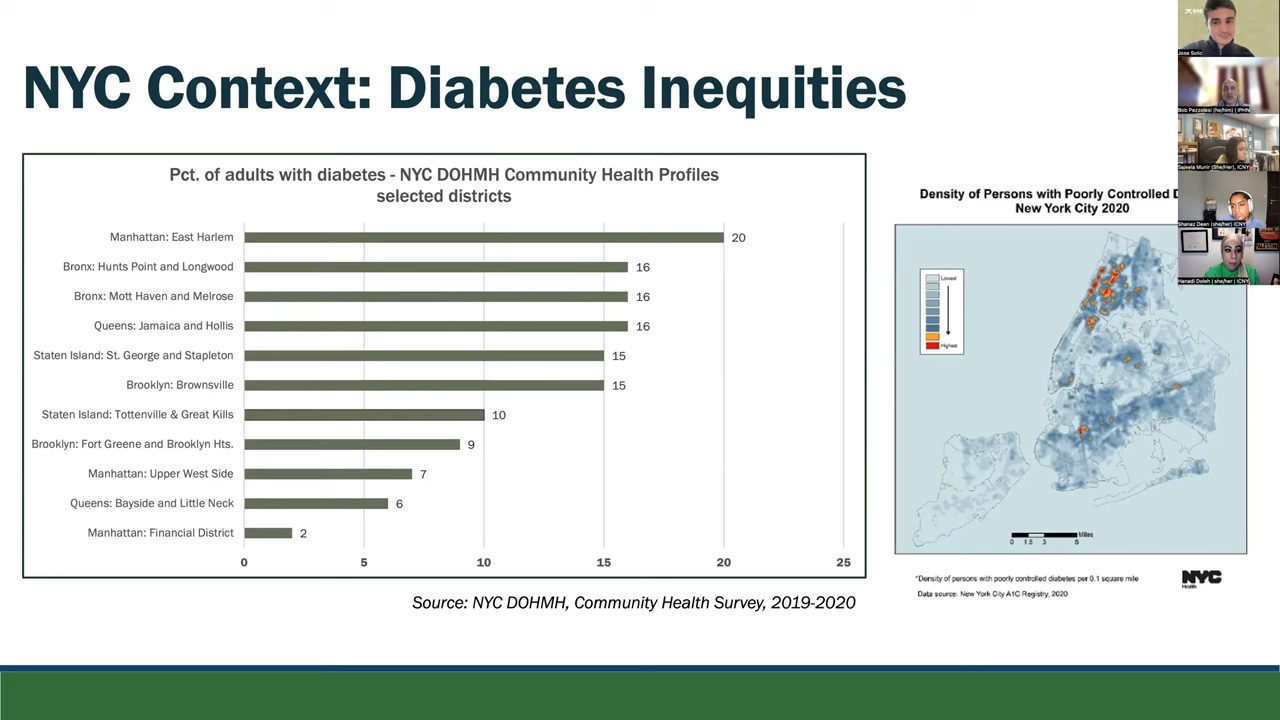 NYC Context: Diabetes Inequities
Pct. of adults with diabetes - NYC DOHMH Community Health Profiles
selected districts
Manhattan: East Harlem 20
Bronx: Hunts Point and Longwood 16
Bronx: Mott Haven and Melrose 16
Queens: Jamaica and Hollis 16
Staten Island: St. George and Stapleton 15
Brooklyn: Brownsville 15
Staten Island: Tottenville & Great Kills 10
Brooklyn: Fort Greene and Brooklyn Hts. 9
Manhattan: Upper West Side 7
Queens: Bayside and Little Neck 6
Manhattan: Financial District 2
0 5 10 15 20 25
Source: NYC DOHMH, Community Health Survey, 2019-2020
Density of Persons with Poorly Controlled D
New York City 2020
Lowest
Highest
Miles
0 1.5 3 6
*Density of persons with poorly controlled diabetes per 0.1 square mile
Data source: New York City A1C Registry, 2020
NYC
Health
Jose Soto
Bob Pezzolesi (he/him) | IPHN
Sajeela Munir (She/Her), ICNY
Shanaz Deen (she/her) ICNY
Hanadi Doleh | she/her | ICNY